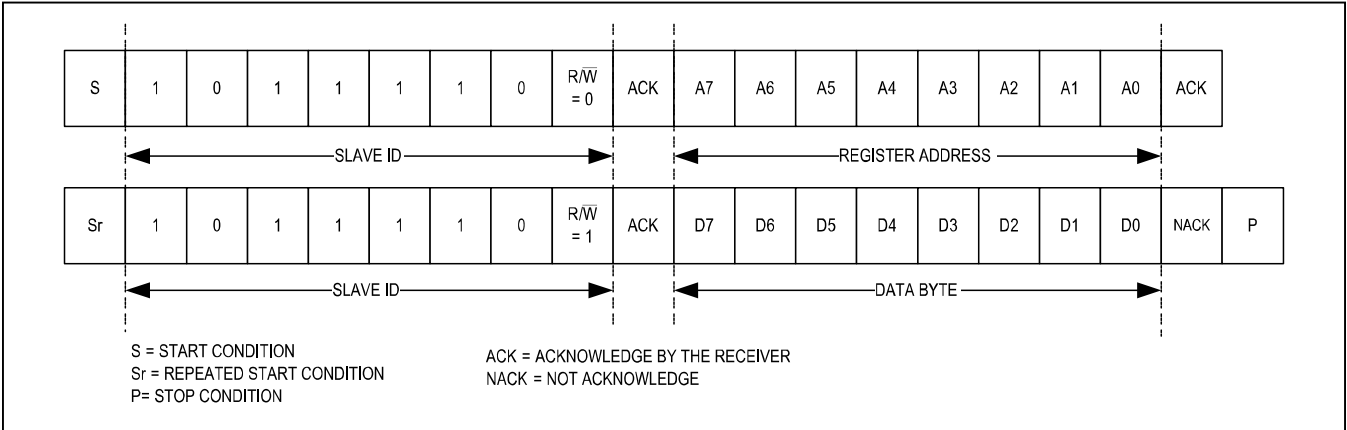 S 1 0 1 1 1 1 0 R/W̅ = 0 ACK A7 A6 A5 A4 A3 A2 A1 A0 ACK
SLAVE ID REGISTER ADDRESS
Sr 1 0 1 1 1 1 0 R/W̅ = 1 ACK D7 D6 D5 D4 D3 D2 D1 D0 NACK P
SLAVE ID DATA BYTE
S = START CONDITION
Sr = REPEATED START CONDITION
P= STOP CONDITION
ACK = ACKNOWLEDGE BY THE RECEIVER
NACK = NOT ACKNOWLEDGE